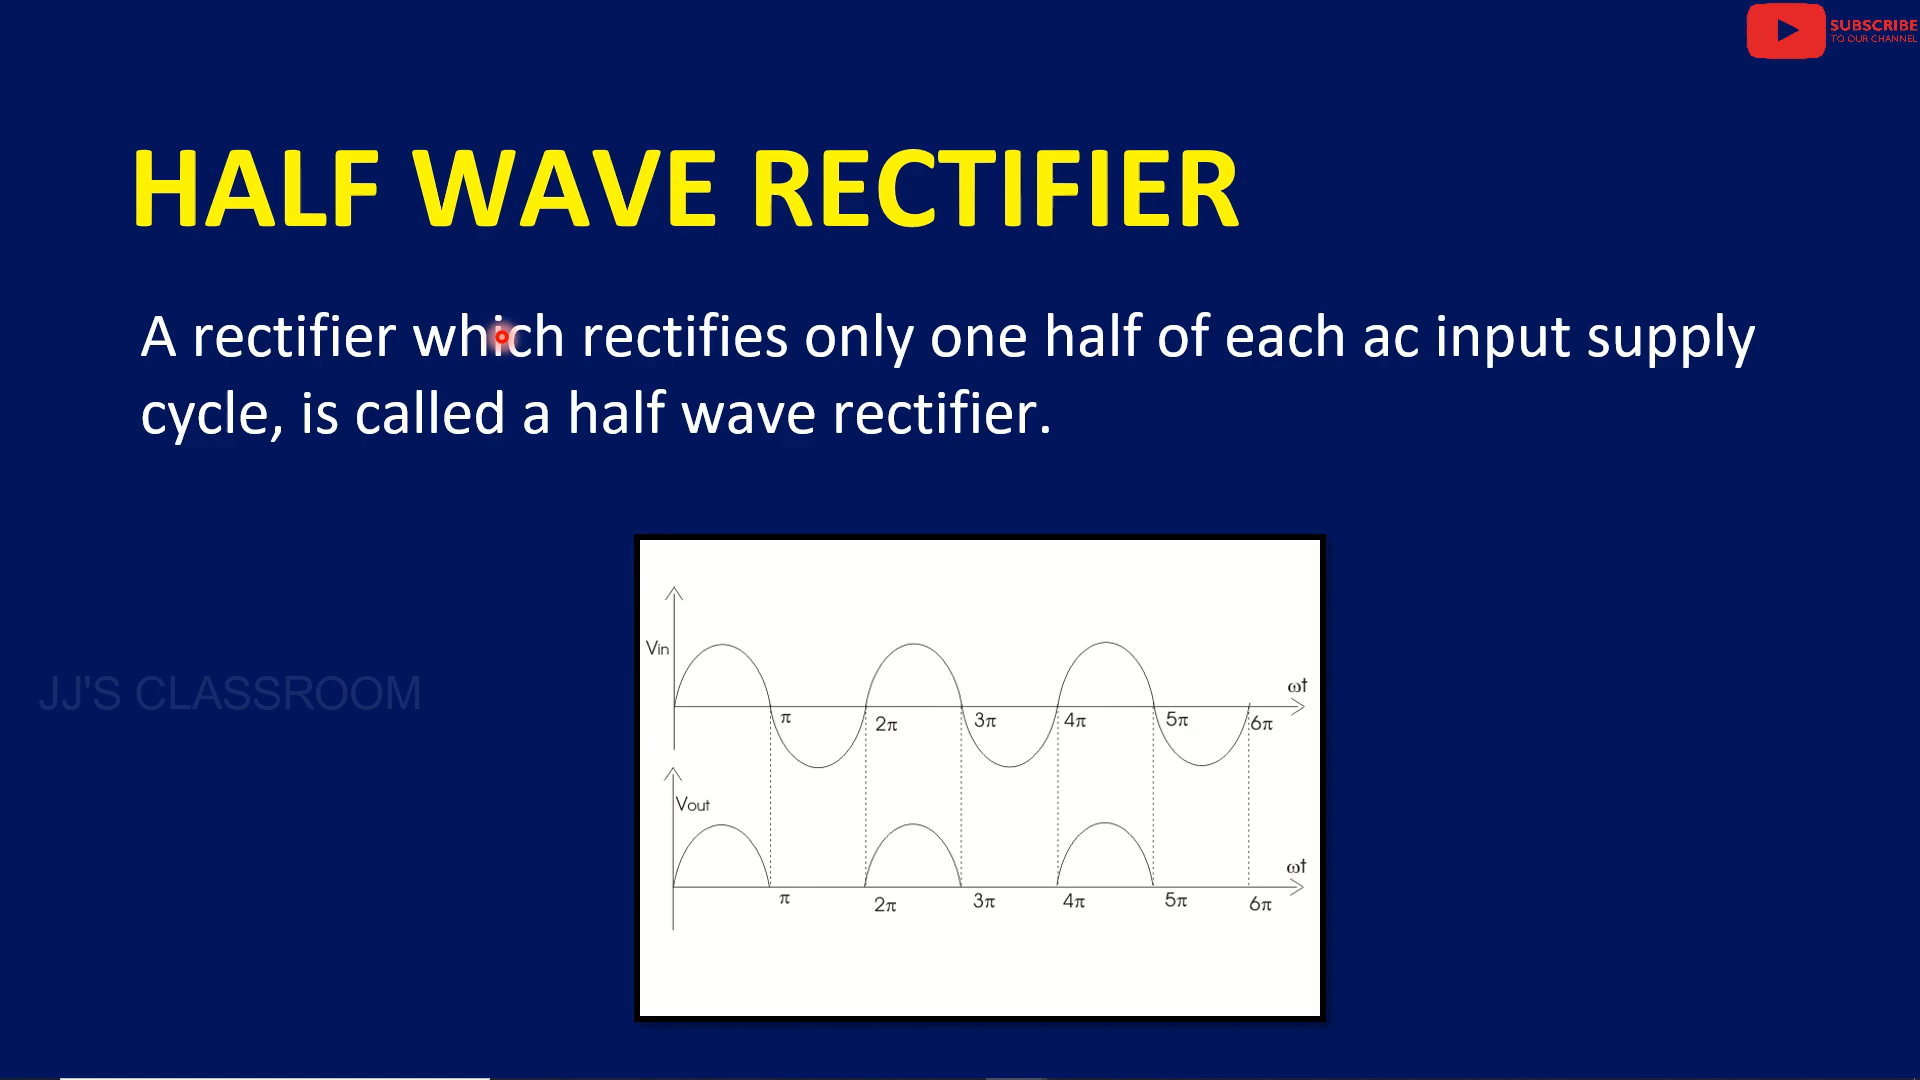 SUBSCRIBE
TO OUR CHANNEL
HALF WAVE RECTIFIER
A rectifier which rectifies only one half of each ac input supply
cycle, is called a half wave rectifier.
JJ'S CLASSROOM
Vin
ωt
π 2π 3π 4π 5π 6π
Vout
ωt
π 2π 3π 4π 5π 6π